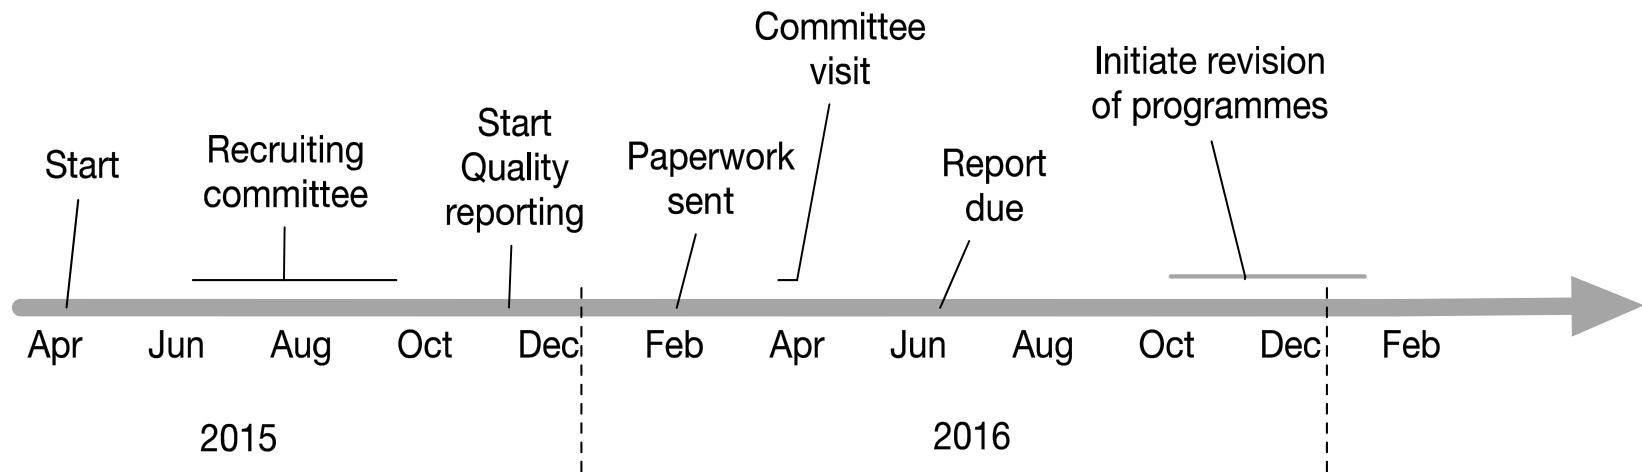 Start
Recruiting
committee
Start
Quality
reporting
Paperwork
sent
Committee
visit
Report
due
Initiate revision
of programmes
Apr Jun Aug Oct Dec Feb Apr Jun Aug Oct Dec Feb
2015 2016